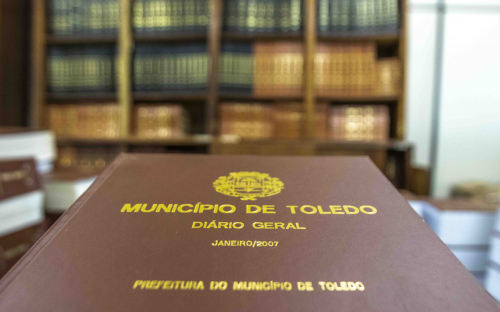 MUNICÍPIO DE TOLEDO
DIÁRIO GERAL
JANEIRO/2007
PREFEITURA DO MUNICÍPIO DE TOLEDO